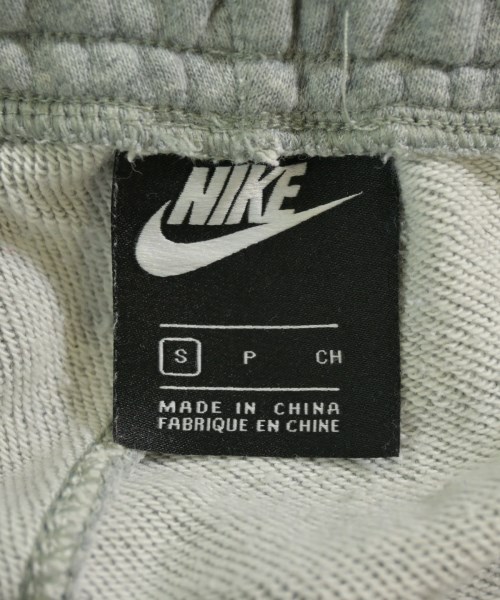 NIKE
S P CH
MADE IN CHINA
FABRIQUE EN CHINE